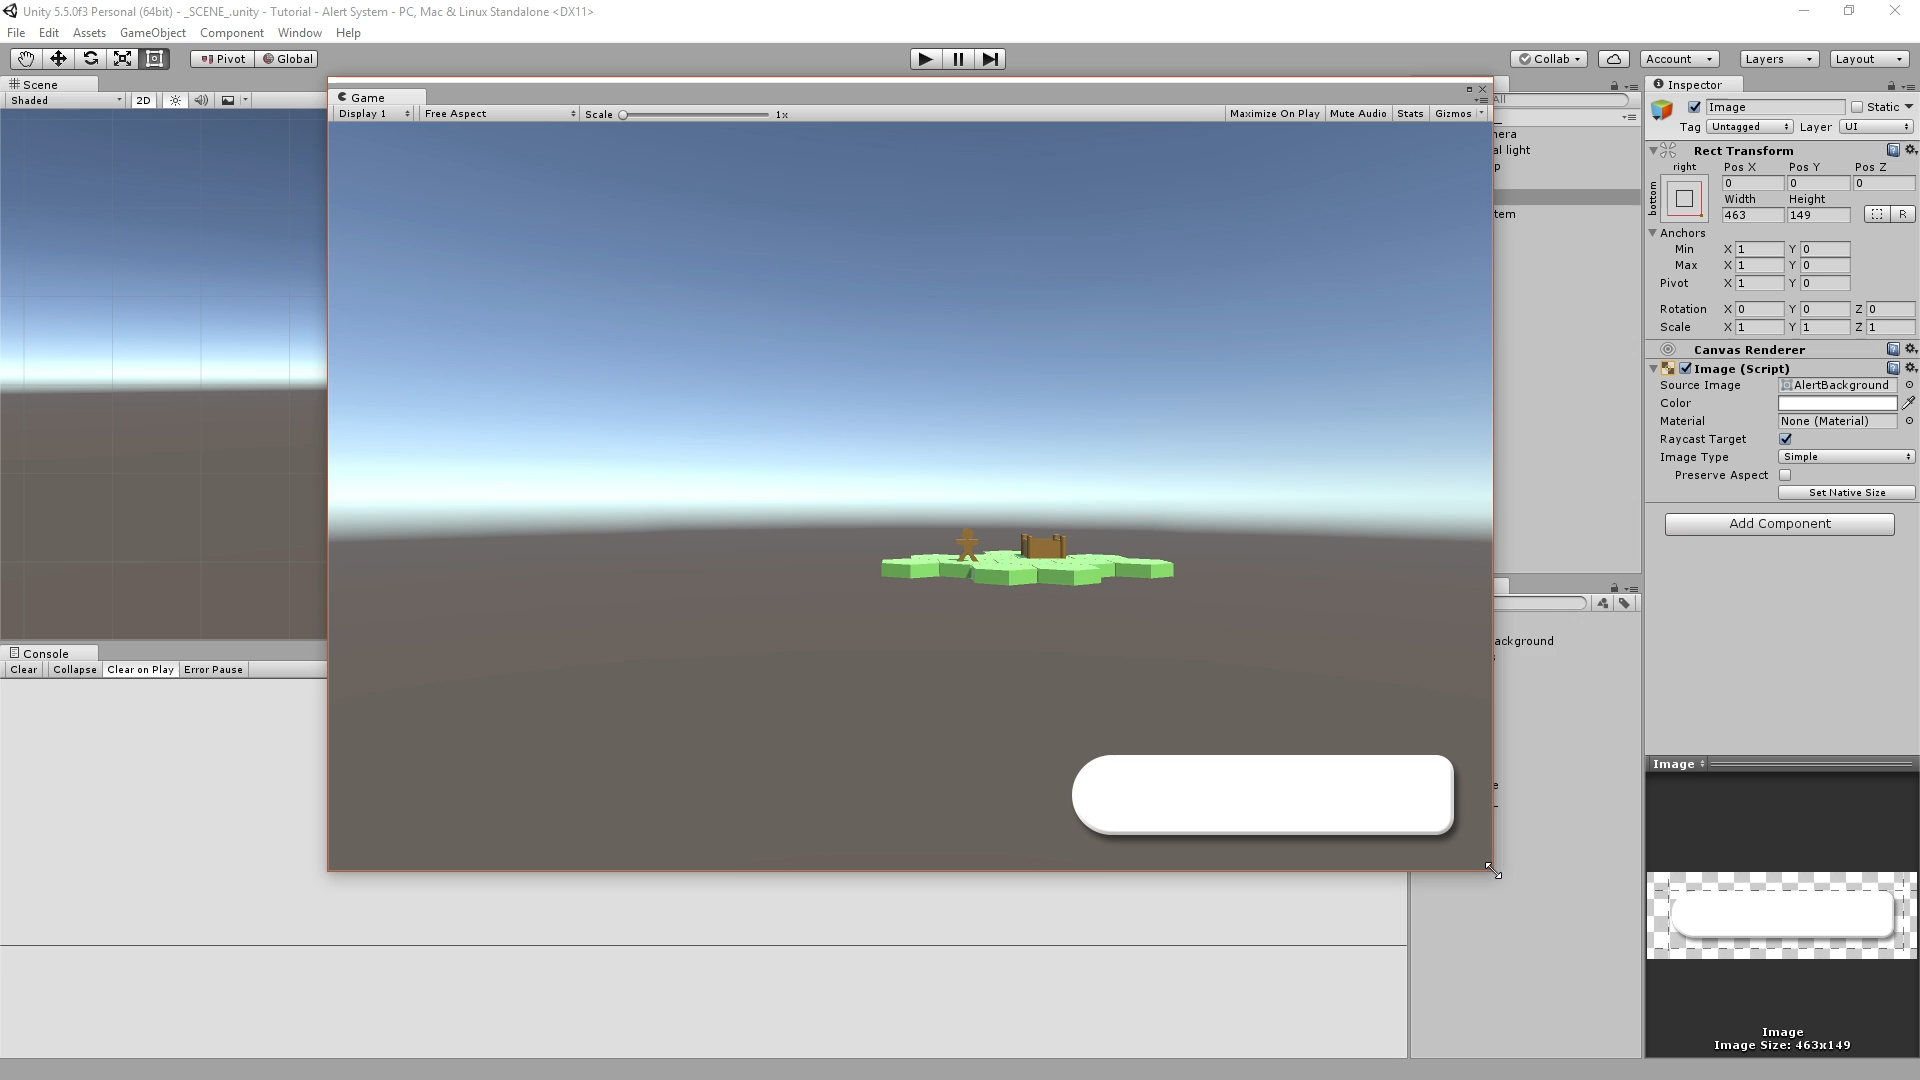 Unity 5.5.0f3 Personal (64bit) - _SCENE_.unity - Tutorial - Alert System - PC, Mac & Linux Standalone <DX11>
File Edit Assets GameObject Component Window Help
Pivot Global Collab Account Layers Layout
Scene
Shaded 2D
Game
Display 1 Free Aspect Scale 1x Maximize On Play Mute Audio Stats Gizmos
All
nera
al light
p
tem
ackground
Console
Clear Collapse Clear on Play Error Pause
Inspector
Image Static
Tag Untagged Layer UI
Rect Transform
right Pos X Pos Y Pos Z
bottom 0 0 0
Width Height
463 149 R
Anchors
Min X 1 Y 0
Max X 1 Y 0
Pivot X 1 Y 0
Rotation X 0 Y 0 Z 0
Scale X 1 Y 1 Z 1
Canvas Renderer
Image (Script)
Source Image AlertBackground
Color
Material None (Material)
Raycast Target
Image Type Simple
Preserve Aspect
Set Native Size
Add Component
Image
Image
Image Size: 463x149